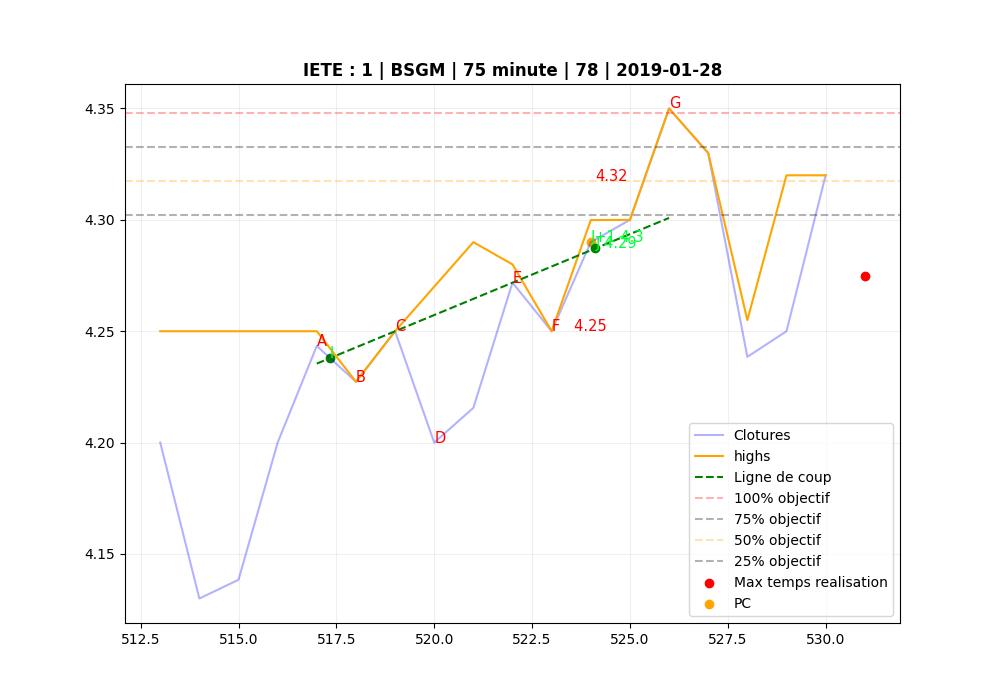 IETE : 1 | BSGM | 75 minute | 78 | 2019-01-28
4.35
4.30
4.25
4.20
4.15
G
4.32
E
F 4.25
C
A
B
D
Clotures
highs
Ligne de coup
100% objectif
75% objectif
50% objectif
25% objectif
Max temps realisation
PC
512.5 515.0 517.5 520.0 522.5 525.0 527.5 530.0